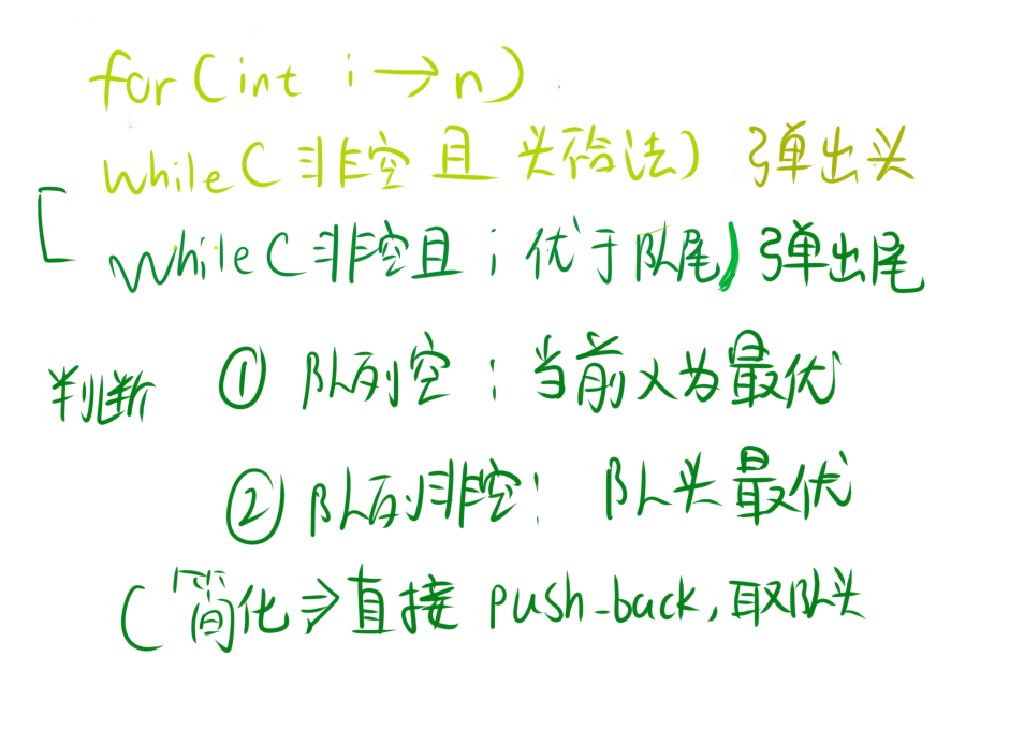 for(int i→n)
while(非空且 头不合法) 弹出头
while(非空且 i 优于队尾) 弹出尾
判断 ① 队列空:当前x为最优
② 队列非空: 队头最优
(简化⇒直接 push_back,取队头